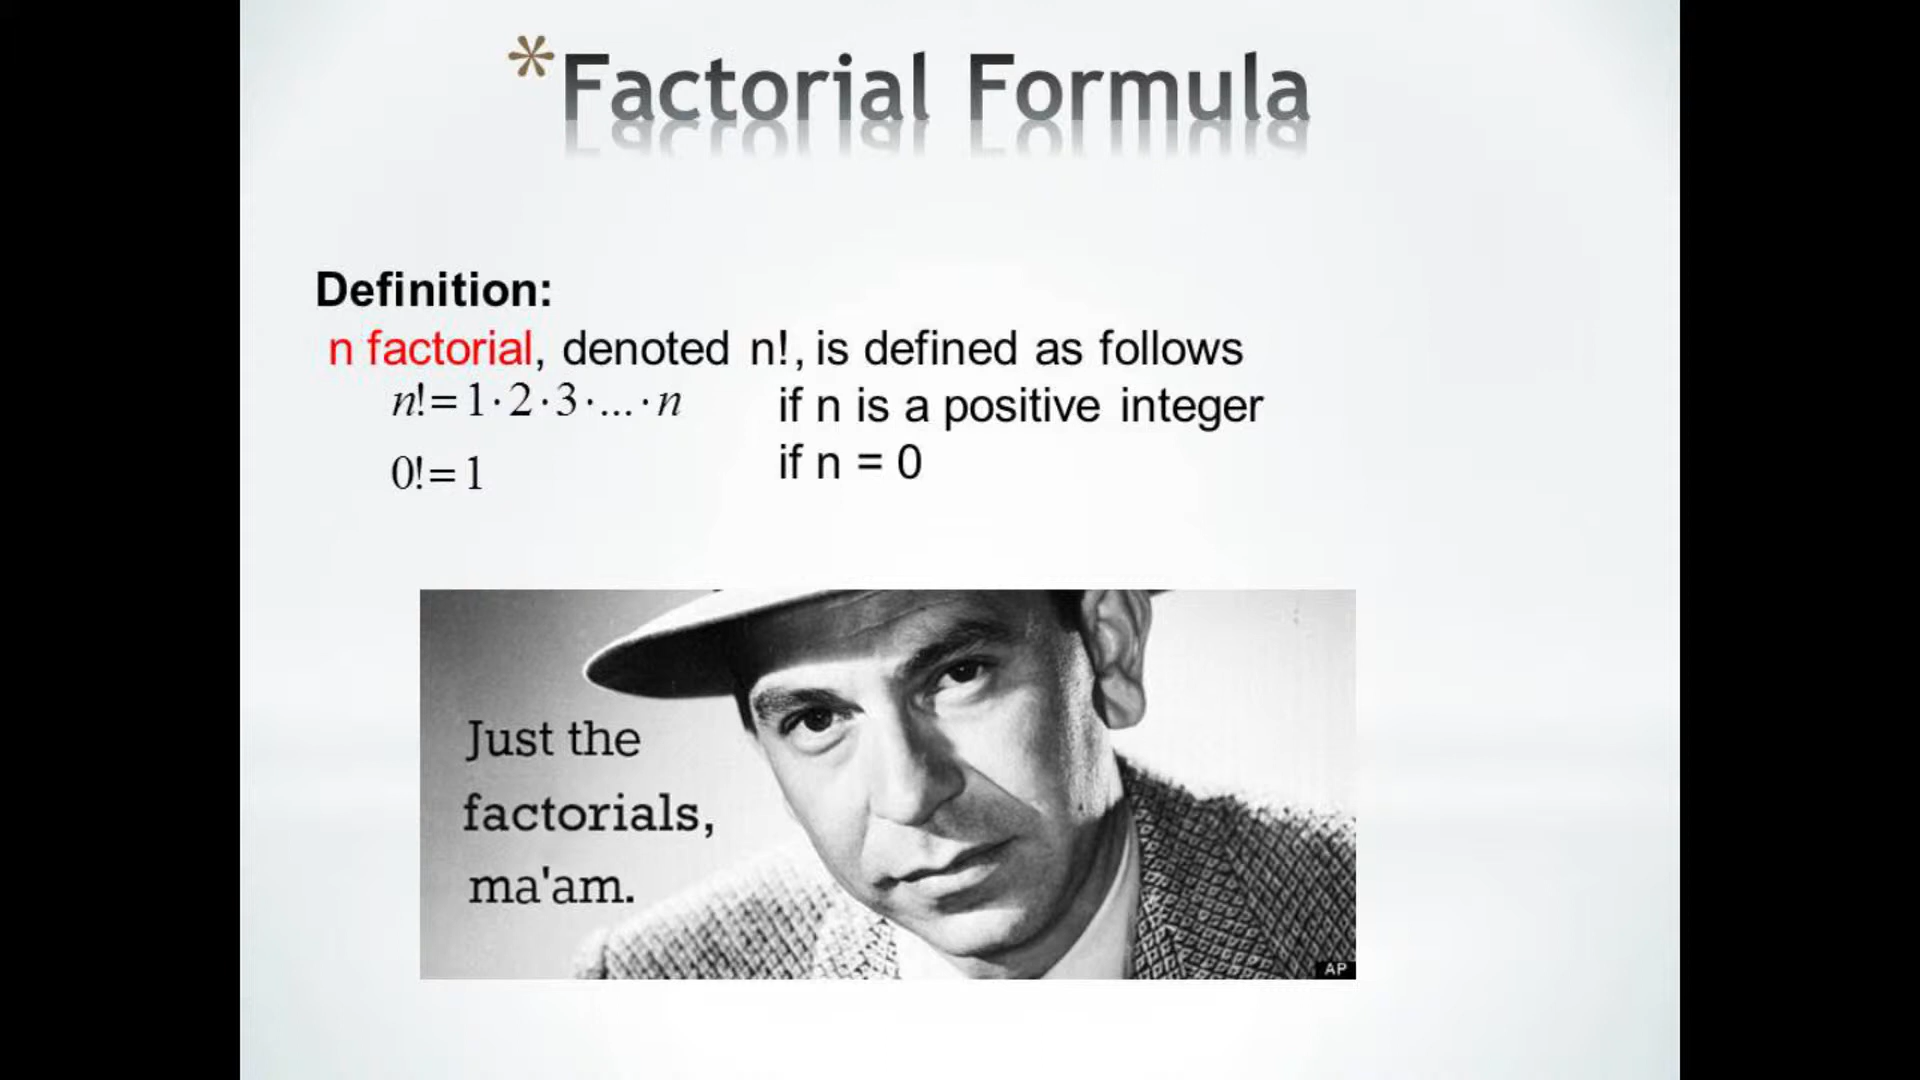 *Factorial Formula
Definition:
n factorial, denoted n!, is defined as follows
n!=1·2·3·...·n if n is a positive integer
0!=1 if n = 0
Just the
factorials,
ma'am.
AP